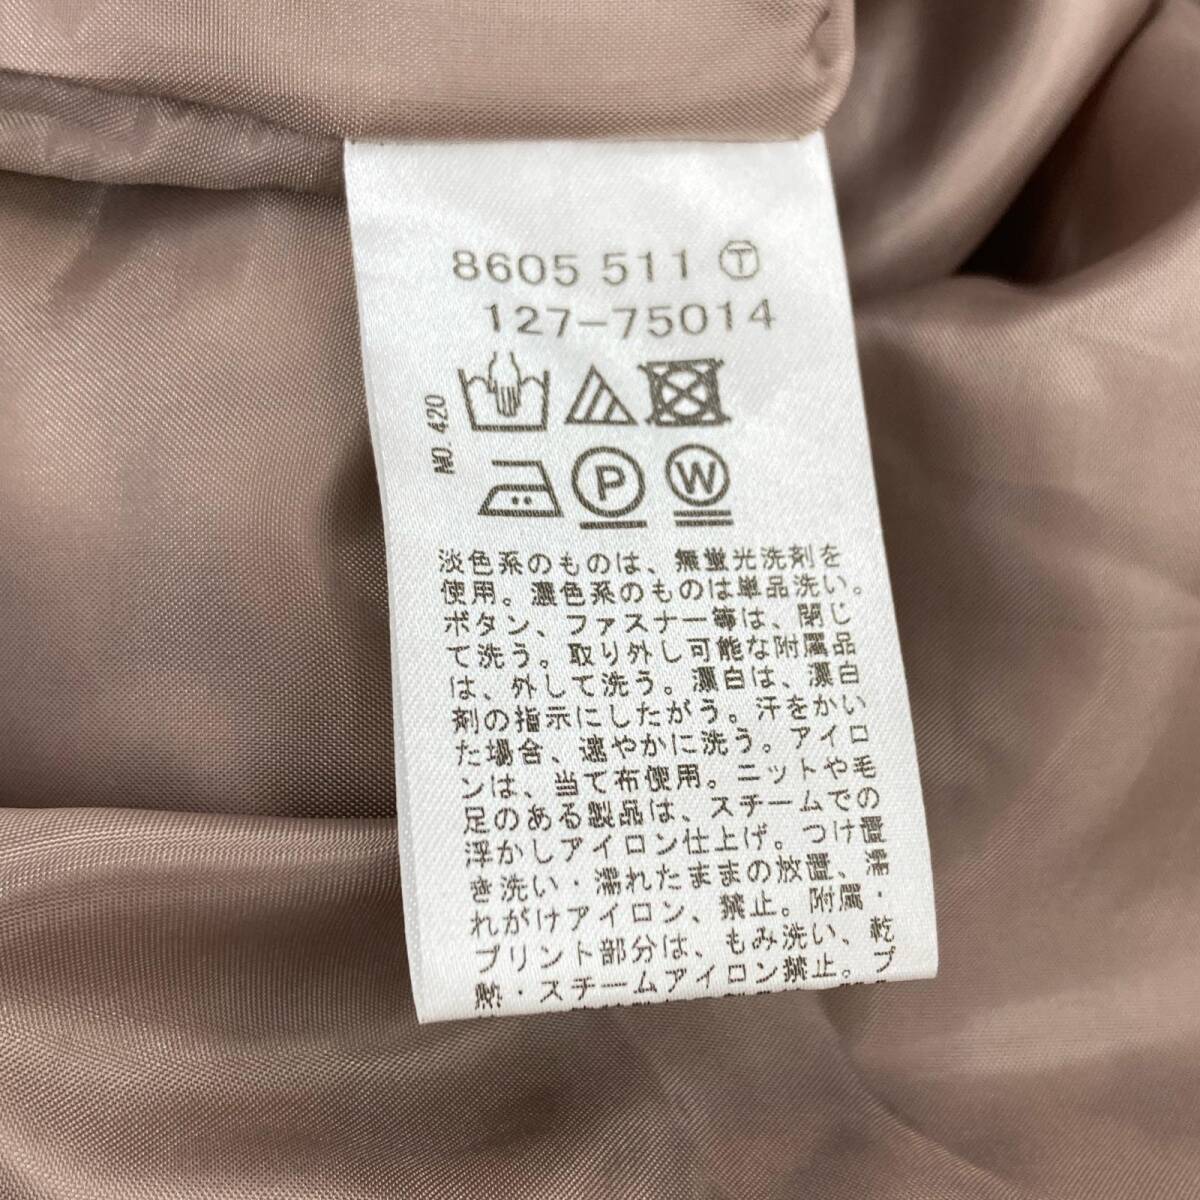 8605 511 Ⓣ
127-75014
NO. 420
P
W
淡色系のものは、無蛍光洗剤を
使用。濃色系のものは単品洗い。
ボタン、ファスナー等は、閉じ
て洗う。取り外し可能な附属品
は、外して洗う。漂白は、漂白
剤の指示にしたがう。汗をかい
た場合、速やかに洗う。アイロ
ンは、当て布使用。ニットや毛
足のある製品は、スチームでの
浮かしアイロン仕上げ。つけ置
き洗い・濡れたままの放置、濡
れがけアイロン、禁止。附属・
プリント部分は、もみ洗い、乾
熱・スチームアイロン禁止。プ